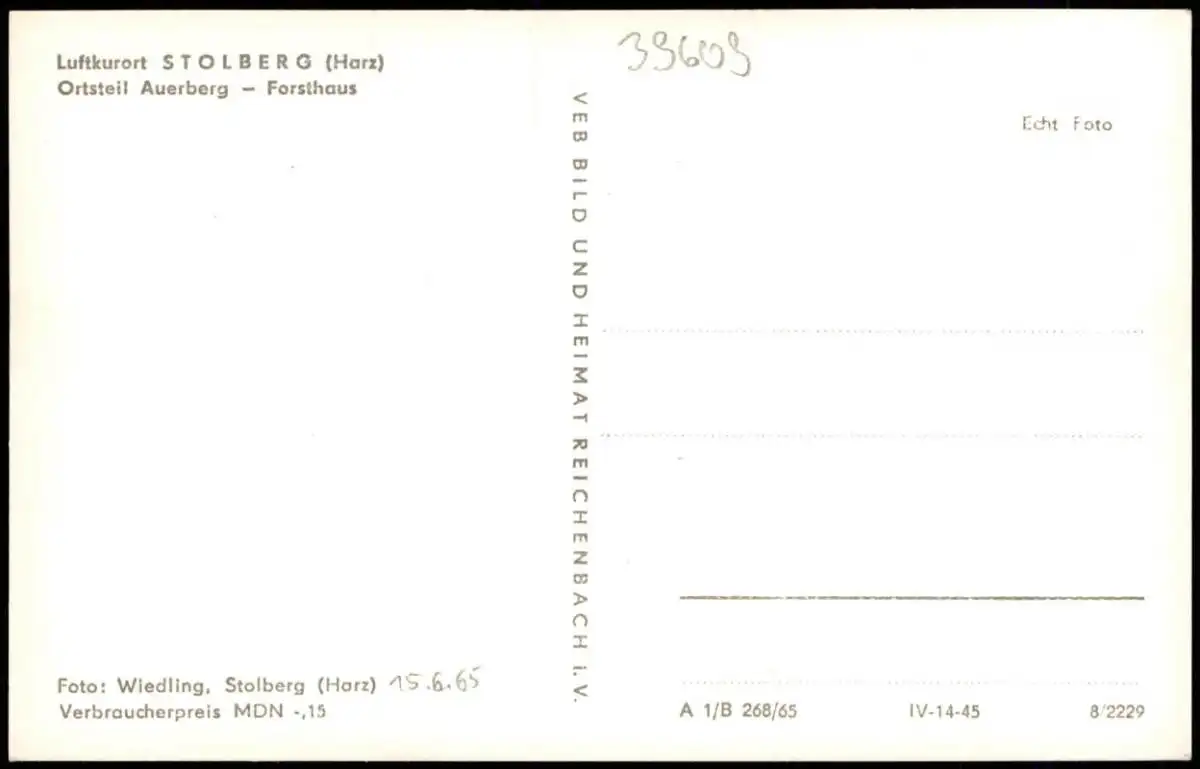 Luftkurort STOLBERG (Harz)
Ortsteil Auerberg – Forsthaus
Foto: Wiedling, Stolberg (Harz) 15.6.65
Verbraucherpreis MDN -,15
VEB BILD UND HEIMAT REICHENBACH i. V.
39609
Echt Foto
A 1/B 268/65 IV-14-45 8/2229